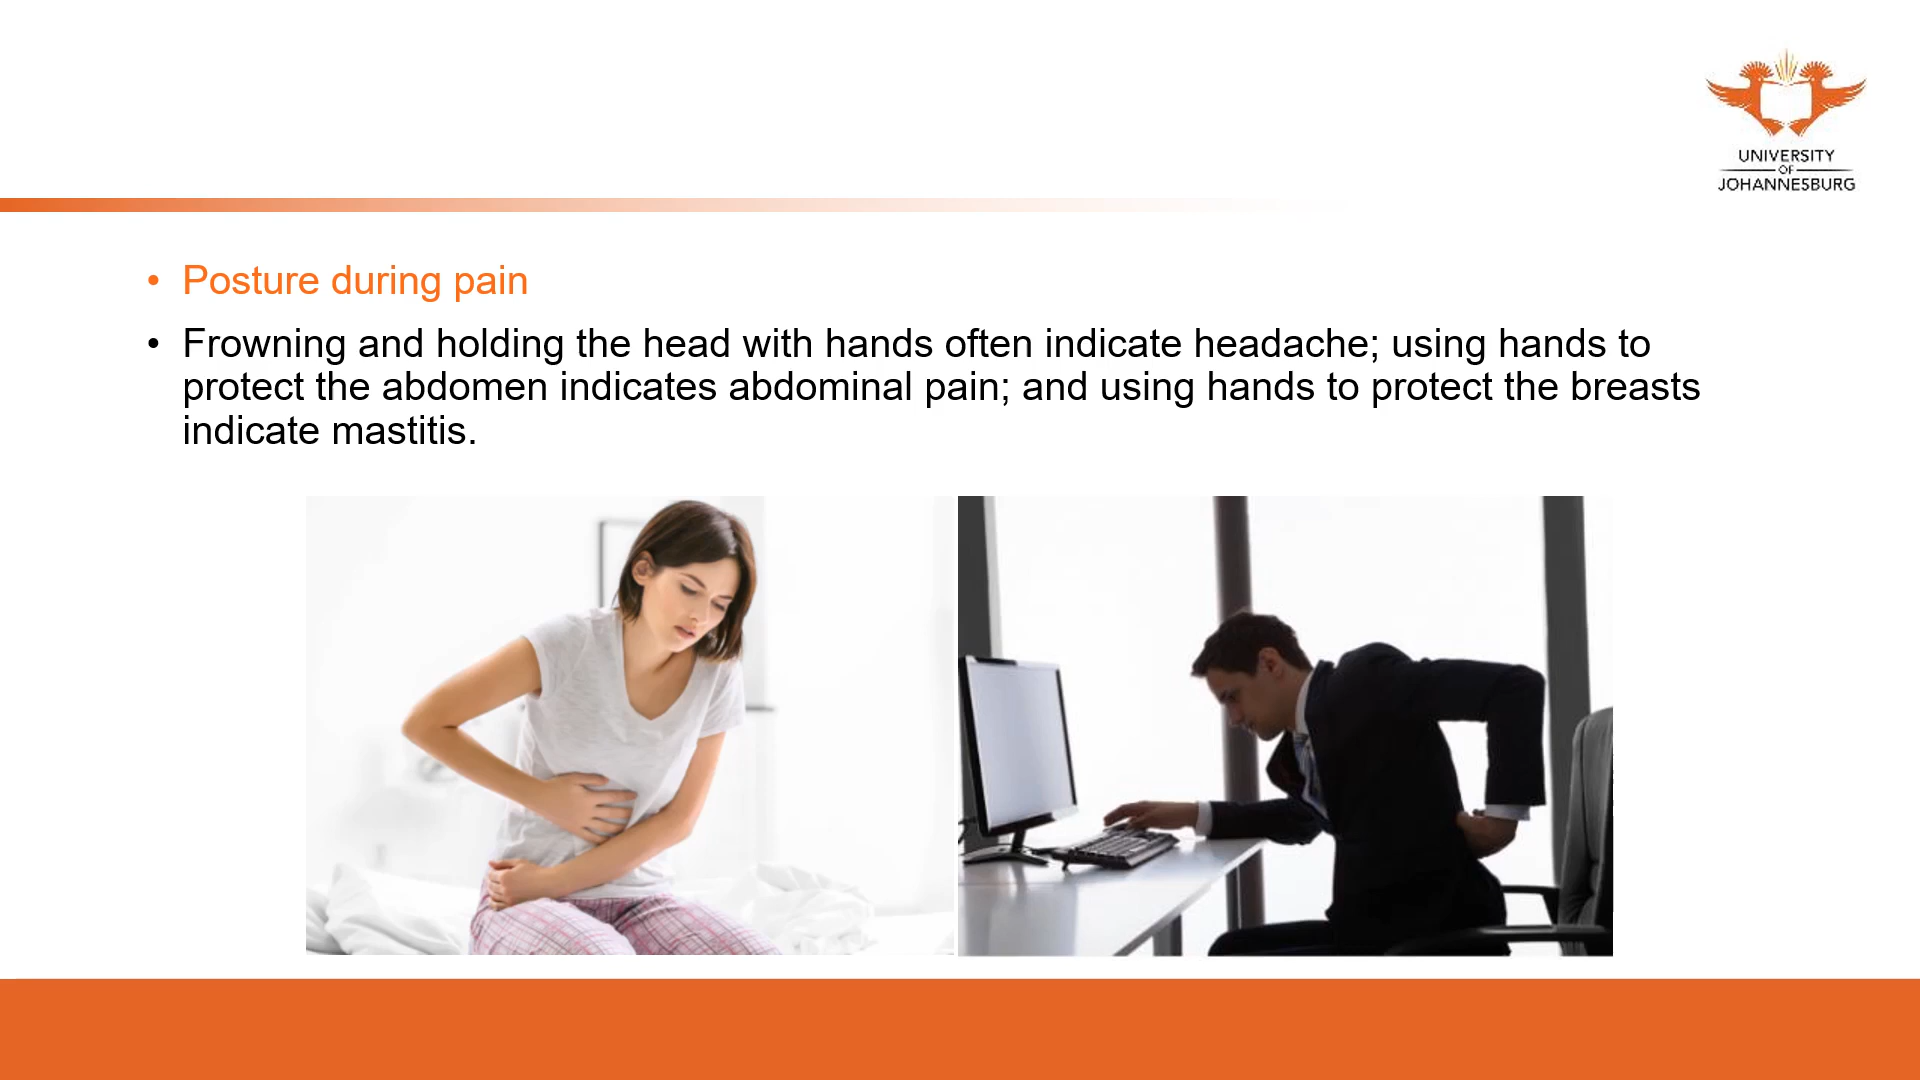 UNIVERSITY
OF
JOHANNESBURG
• Posture during pain
• Frowning and holding the head with hands often indicate headache; using hands to
protect the abdomen indicates abdominal pain; and using hands to protect the breasts
indicate mastitis.